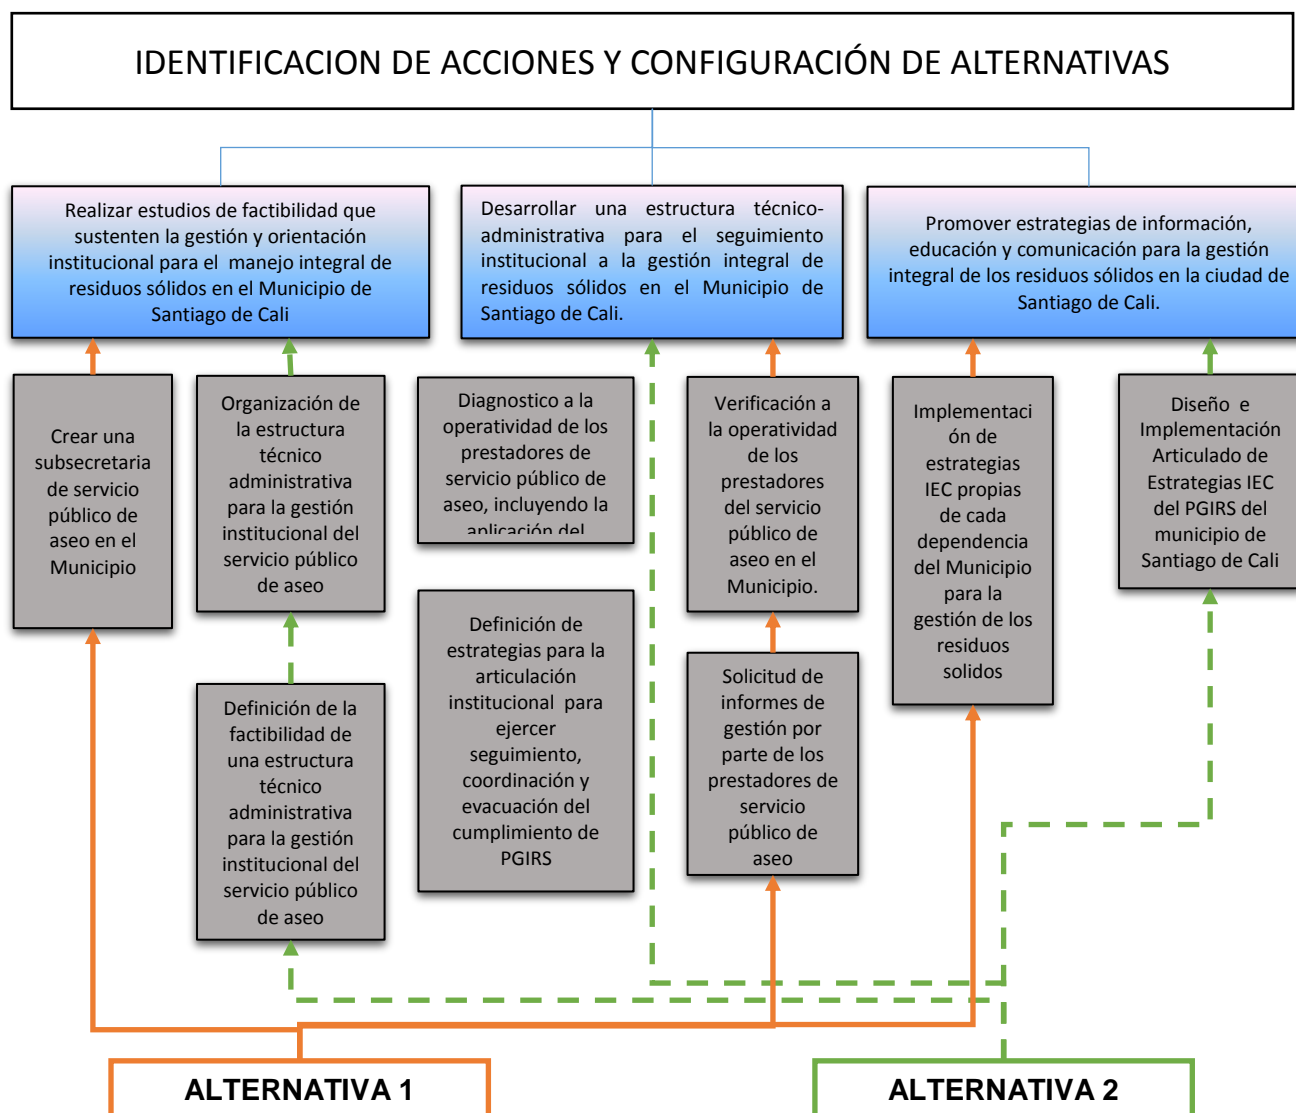 IDENTIFICACION DE ACCIONES Y CONFIGURACIÓN DE ALTERNATIVAS
Realizar estudios de factibilidad que
sustenten la gestión y orientación
institucional para el manejo integral de
residuos sólidos en el Municipio de
Santiago de Cali
Desarrollar una estructura técnico-
administrativa para el seguimiento
institucional a la gestión integral de
residuos sólidos en el Municipio de
Santiago de Cali.
Promover estrategias de información,
educación y comunicación para la gestión
integral de los residuos sólidos en la ciudad de
Santiago de Cali.
Crear una
subsecretaria
de servicio
público de
aseo en el
Municipio
Organización de
la estructura
técnico
administrativa
para la gestión
institucional del
servicio público
de aseo
Diagnostico a la
operatividad de los
prestadores de
servicio público de
aseo, incluyendo la
aplicación del
Verificación a
la operatividad
de los
prestadores
del servicio
público de
aseo en el
Municipio.
Implementaci
ón de
estrategias
IEC propias
de cada
dependencia
del Municipio
para la
gestión de los
residuos
solidos
Diseño e
Implementación
Articulado de
Estrategias IEC
del PGIRS del
municipio de
Santiago de Cali
Definición de la
factibilidad de
una estructura
técnico
administrativa
para la gestión
institucional del
servicio público
de aseo
Definición de
estrategias para la
articulación
institucional para
ejercer
seguimiento,
coordinación y
evacuación del
cumplimiento de
PGIRS
Solicitud de
informes de
gestión por
parte de los
prestadores de
servicio
público de
aseo
ALTERNATIVA 1
ALTERNATIVA 2